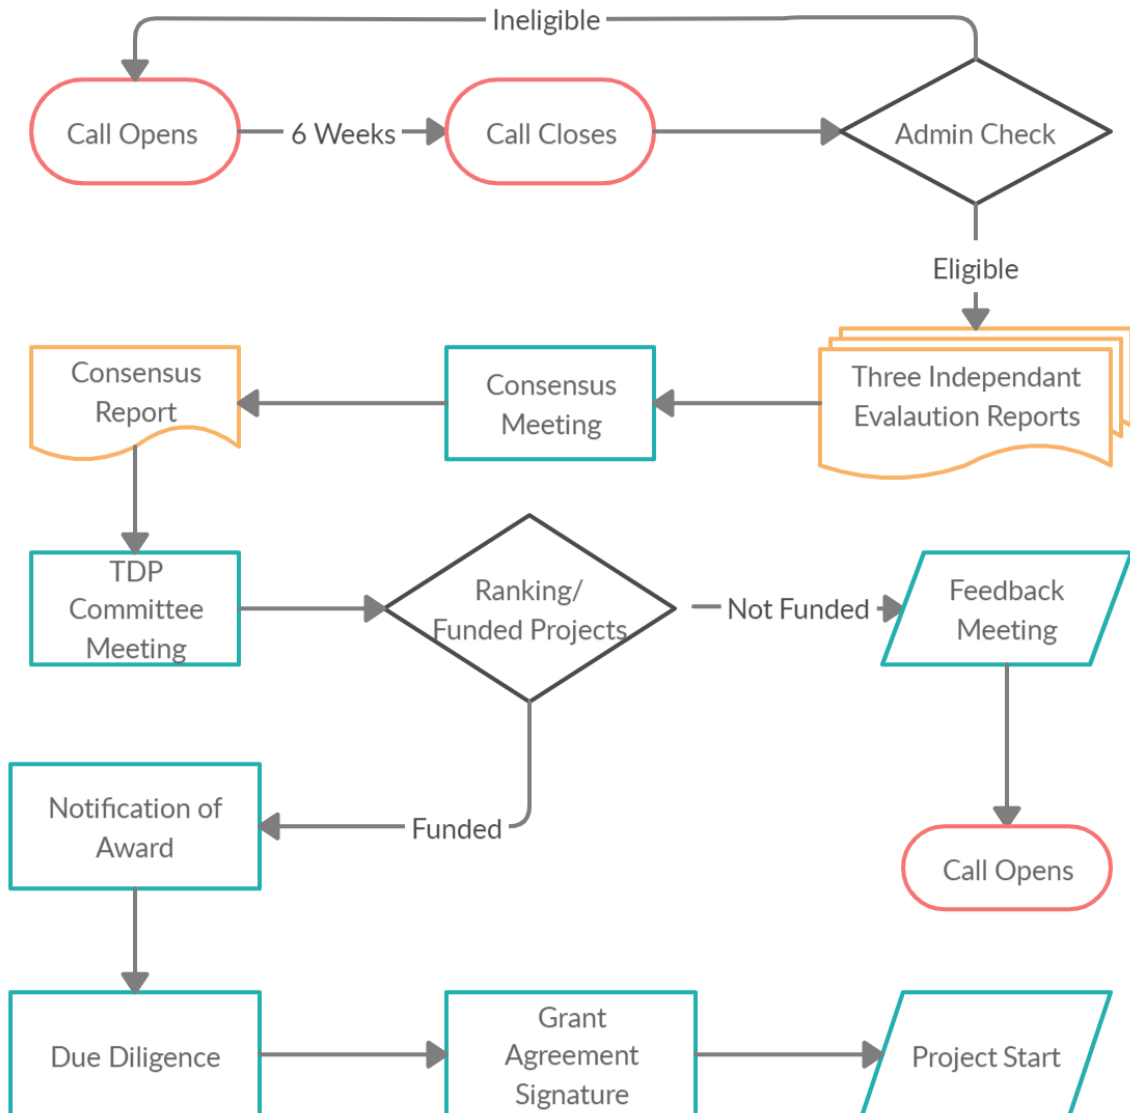 Ineligible
Call Opens
6 Weeks
Call Closes
Admin Check
Eligible
Consensus
Report
Consensus
Meeting
Three Independant
Evalaution Reports
TDP
Committee
Meeting
Ranking/
Funded Projects
Not Funded
Feedback
Meeting
Notification of
Award
Funded
Call Opens
Due Diligence
Grant
Agreement
Signature
Project Start